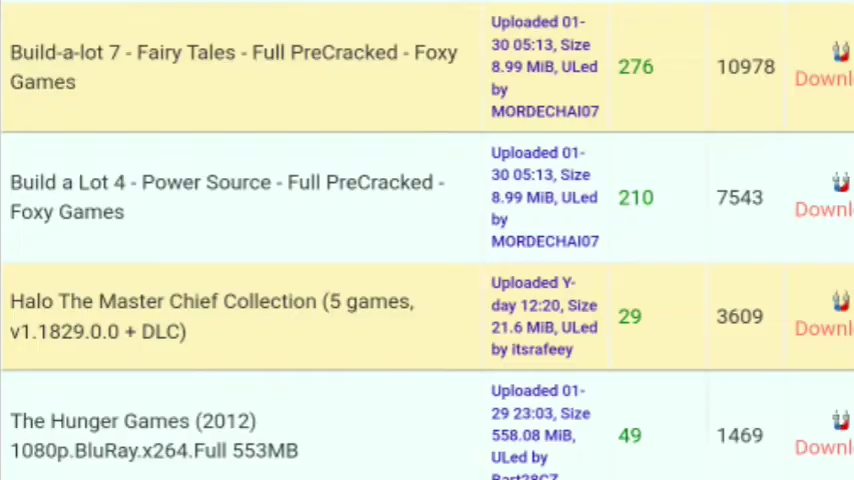 Build-a-lot 7 - Fairy Tales - Full PreCracked - Foxy
Games
Uploaded 01-
30 05:13, Size
8.99 MiB, ULed
by
MORDECHAI07
276
10978
Downl
Build a Lot 4 - Power Source - Full PreCracked -
Foxy Games
Uploaded 01-
30 05:13, Size
8.99 MiB, ULed
by
MORDECHAI07
210
7543
Downl
Halo The Master Chief Collection (5 games,
v1.1829.0.0 + DLC)
Uploaded Y-
day 12:20, Size
21.6 MiB, ULed
by itsrafeey
29
3609
Downl
The Hunger Games (2012)
1080p.BluRay.x264.Full 553MB
Uploaded 01-
29 23:03, Size
558.08 MiB,
ULed by
49
1469
Downl